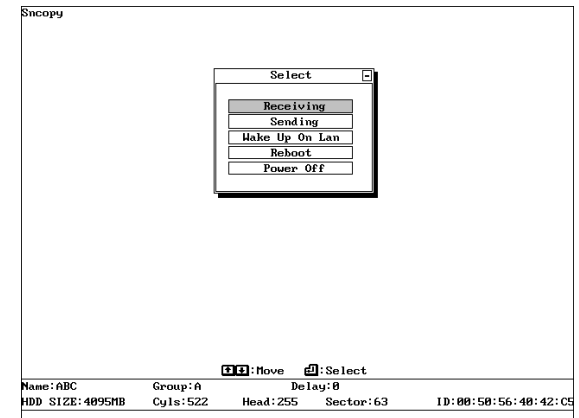 Sncopy
Select
Receiving
Sending
Wake Up On Lan
Reboot
Power Off
:Move :Select
Name:ABC Group:A Delay:0
HDD SIZE:4095MB Cyls:522 Head:255 Sector:63 ID:00:50:56:40:42:C5